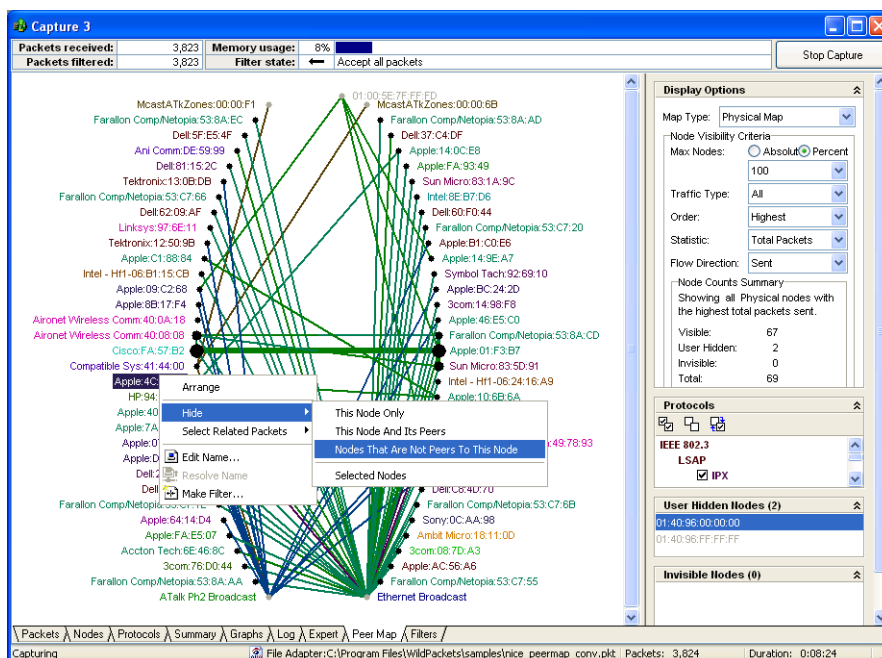 Capture 3
Packets received: 3,823 Memory usage: 8%
Packets filtered: 3,823 Filter state: Accept all packets
Stop Capture
01:00:5E:7F:FF:FD
McastATkZones:00:00:F1 McastATkZones:00:00:6B
Farallon Comp/Netopia:53:8A:EC Farallon Comp/Netopia:53:8A:AD
Dell:5F:E5:4F Dell:37:C4:DF
Ani Comm:DE:59:99 Apple:14:0C:E8
Dell:81:15:2C Apple:FA:93:49
Tektronix:13:0B:DB Sun Micro:83:1A:9C
Farallon Comp/Netopia:53:C7:66 Intel:8E:B7:D6
Dell:62:09:AF Dell:60:F0:44
Linksys:97:6E:11 Farallon Comp/Netopia:53:C7:20
Tektronix:12:50:9B Apple:B1:C0:E6
Apple:C1:88:84 Apple:14:9E:A7
Intel - Hf1-06:B1:15:CB Symbol Tach:92:69:10
Apple:09:C2:68 Apple:BC:24:2D
Apple:8B:17:F4 3com:14:98:F8
Aironet Wireless Comm:40:0A:18 Apple:46:E5:C0
Aironet Wireless Comm:40:08:08 Farallon Comp/Netopia:53:8A:CD
Cisco:FA:57:B2 Apple:01:F3:B7
Compatible Sys:41:44:00 Sun Micro:83:5D:91
Apple:4C: Intel - Hf1-06:24:16:A9
HP:94: Apple:10:6B:6A
Apple:40
Apple:7A
Apple:07 :49:78:93
Apple:D
Dell:2
Dell: Dell:C8:4D:70
Farallon Comp/Netopia:53:C7:6B
Apple:64:14:D4 Sony:0C:AA:98
Apple:FA:E5:07 Ambit Micro:18:11:0D
Accton Tech:6E:46:8C 3com:08:7D:A3
3com:76:D0:44 Apple:AC:56:A6
Farallon Comp/Netopia:53:8A:AA Farallon Comp/Netopia:53:C7:55
ATalk Ph2 Broadcast Ethernet Broadcast
Arrange
Hide
Select Related Packets
Edit Name...
Resolve Name
Make Filter...
This Node Only
This Node And Its Peers
Nodes That Are Not Peers To This Node
Selected Nodes
Display Options
Map Type: Physical Map
Node Visibility Criteria
Max Nodes: Absolut Percent
100
Traffic Type: All
Order: Highest
Statistic: Total Packets
Flow Direction: Sent
Node Counts Summary
Showing all Physical nodes with
the highest total packets sent.
Visible: 67
User Hidden: 2
Invisible: 0
Total: 69
Protocols
IEEE 802.3
LSAP
IPX
User Hidden Nodes (2)
01:40:96:00:00:00
01:40:96:FF:FF:FF
Invisible Nodes (0)
Packets Nodes Protocols Summary Graphs Log Expert Peer Map Filters
Capturing File Adapter:C:\Program Files\WildPackets\samples\nice_peermap_conv.pkt Packets: 3,824 Duration: 0:08:24